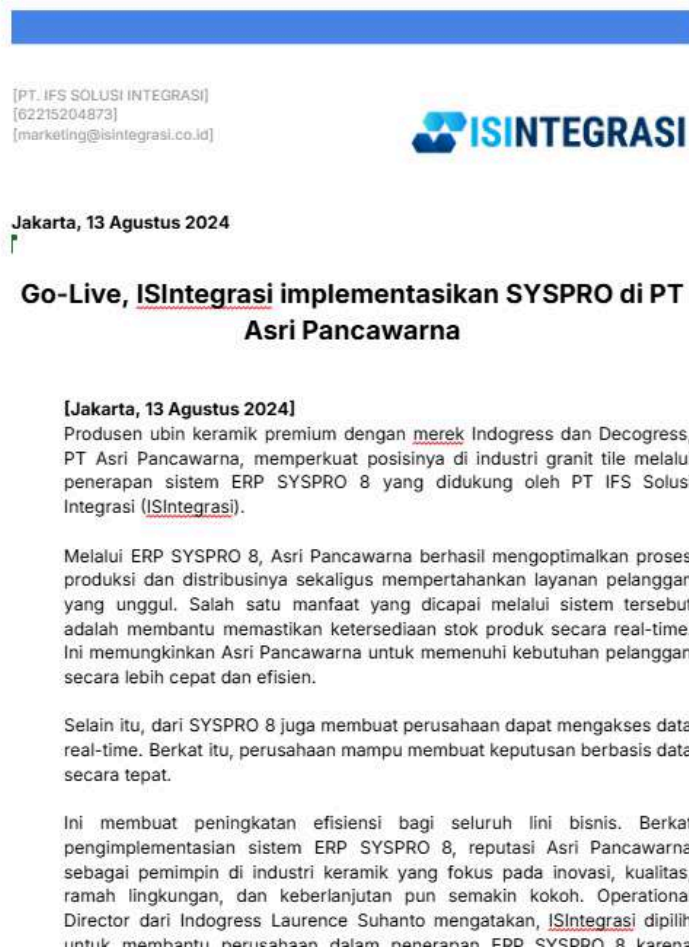 [PT. IFS SOLUSI INTEGRASI]
[62215204873]
[marketing@isintegrasi.co.id]
ISINTEGRASI
Jakarta, 13 Agustus 2024
Go-Live, ISIntegrasi implementasikan SYSPRO di PT
Asri Pancawarna
[Jakarta, 13 Agustus 2024]
Produsen ubin keramik premium dengan merek Indogress dan Decogress,
PT Asri Pancawarna, memperkuat posisinya di industri granit tile melalui
penerapan sistem ERP SYSPRO 8 yang didukung oleh PT IFS Solusi
Integrasi (ISIntegrasi).
Melalui ERP SYSPRO 8, Asri Pancawarna berhasil mengoptimalkan proses
produksi dan distribusinya sekaligus mempertahankan layanan pelanggan
yang unggul. Salah satu manfaat yang dicapai melalui sistem tersebut
adalah membantu memastikan ketersediaan stok produk secara real-time.
Ini memungkinkan Asri Pancawarna untuk memenuhi kebutuhan pelanggan
secara lebih cepat dan efisien.
Selain itu, dari SYSPRO 8 juga membuat perusahaan dapat mengakses data
real-time. Berkat itu, perusahaan mampu membuat keputusan berbasis data
secara tepat.
Ini membuat peningkatan efisiensi bagi seluruh lini bisnis. Berkat
pengimplementasian sistem ERP SYSPRO 8, reputasi Asri Pancawarna
sebagai pemimpin di industri keramik yang fokus pada inovasi, kualitas,
ramah lingkungan, dan keberlanjutan pun semakin kokoh. Operational
Director dari Indogress Laurence Suhanto mengatakan, ISIntegrasi dipilih
untuk membantu perusahaan dalam penerapan ERP SYSPRO 8 karena